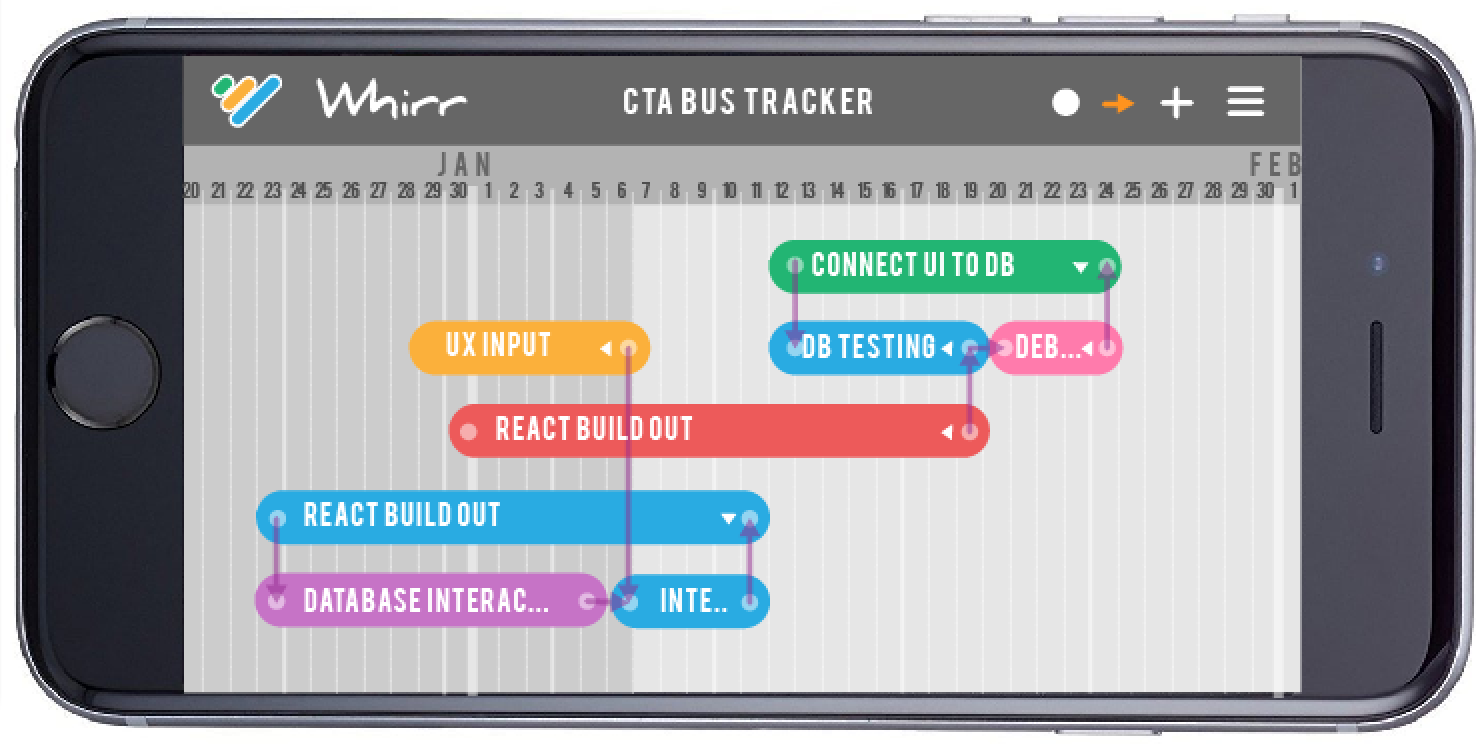 Whirr CTA BUS TRACKER
JAN FEB
20 21 22 23 24 25 26 27 28 29 30 1 2 3 4 5 6 7 8 9 10 11 12 13 14 15 16 17 18 19 20 21 22 23 24 25 26 27 28 29 30 1
CONNECT UI TO DB
UX INPUT DB TESTING DEB...
REACT BUILD OUT
REACT BUILD OUT
DATABASE INTERAC... INTE..